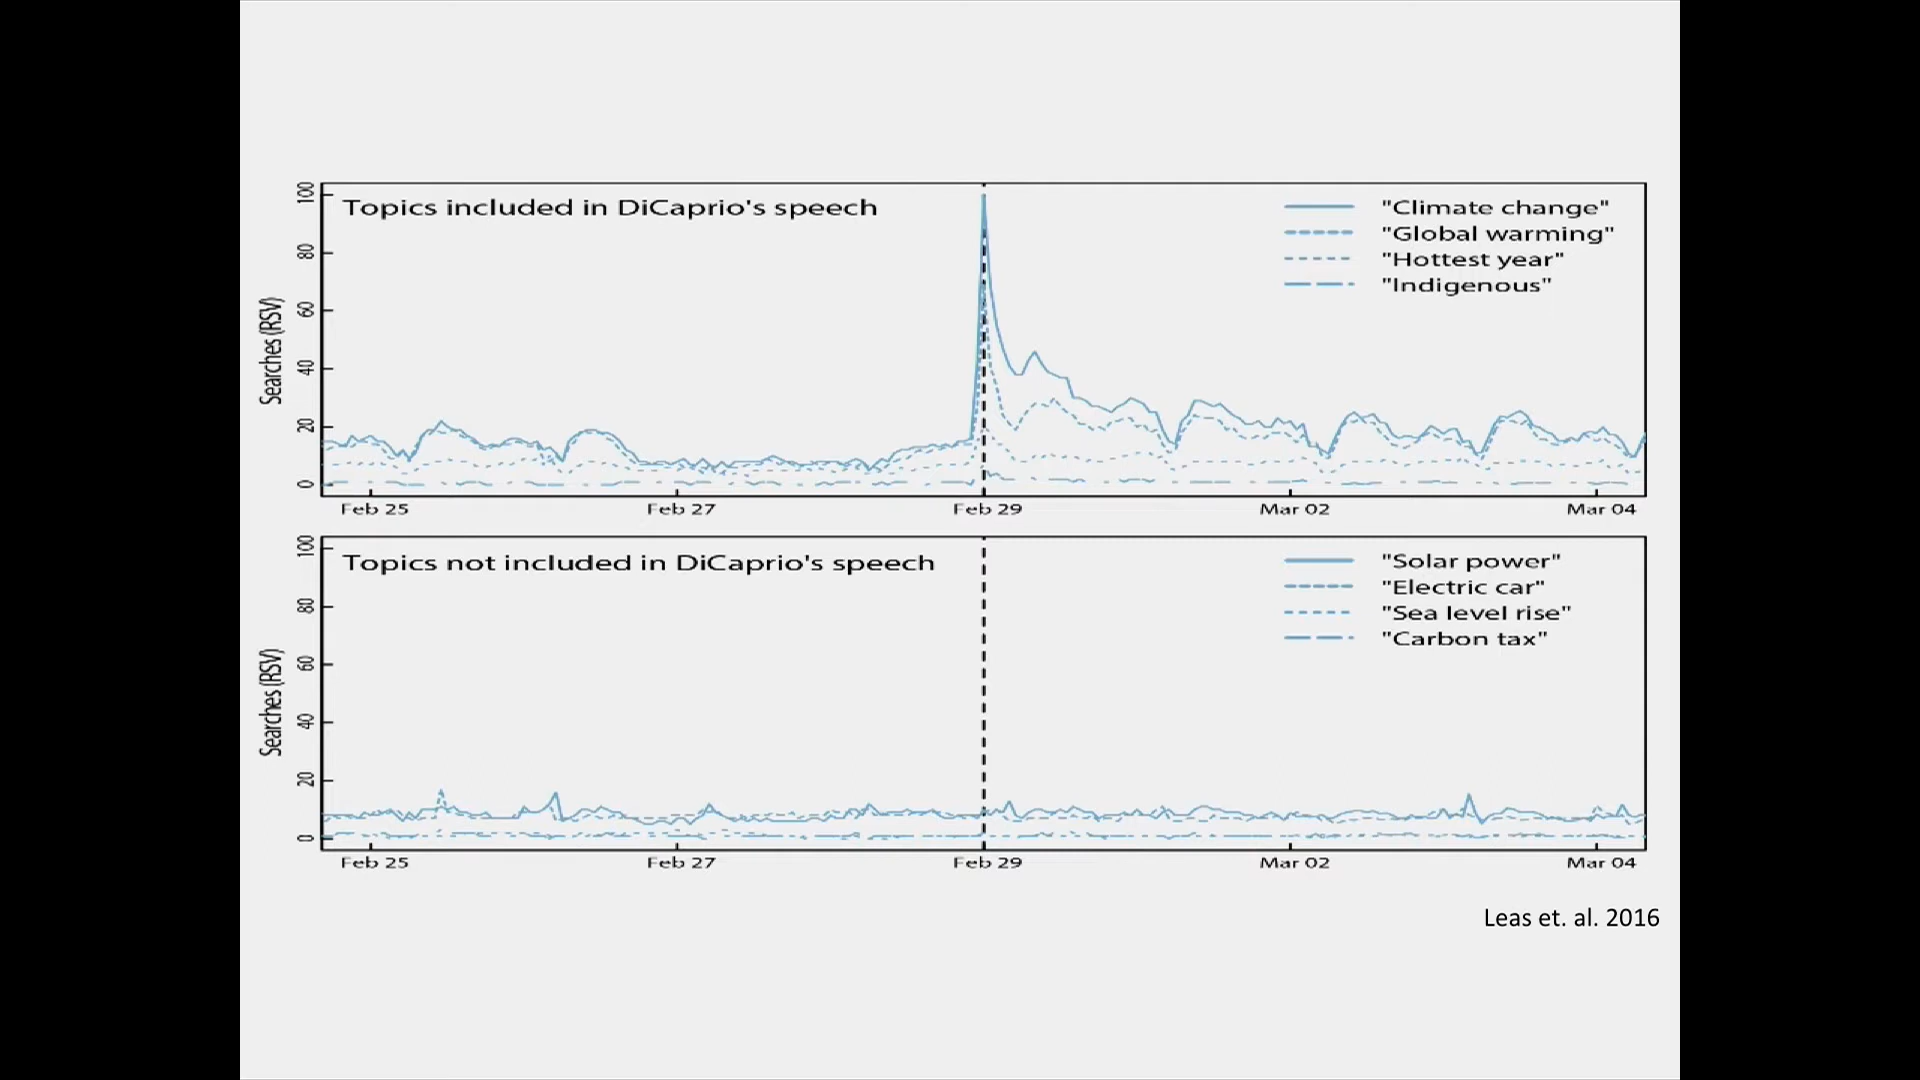 Topics included in DiCaprio's speech
"Climate change"
"Global warming"
"Hottest year"
"Indigenous"
Searches (RSV)
100
80
60
40
20
0
Feb 25 Feb 27 Feb 29 Mar 02 Mar 04
Topics not included in DiCaprio's speech
"Solar power"
"Electric car"
"Sea level rise"
"Carbon tax"
Searches (RSV)
100
80
60
40
20
0
Feb 25 Feb 27 Feb 29 Mar 02 Mar 04
Leas et. al. 2016